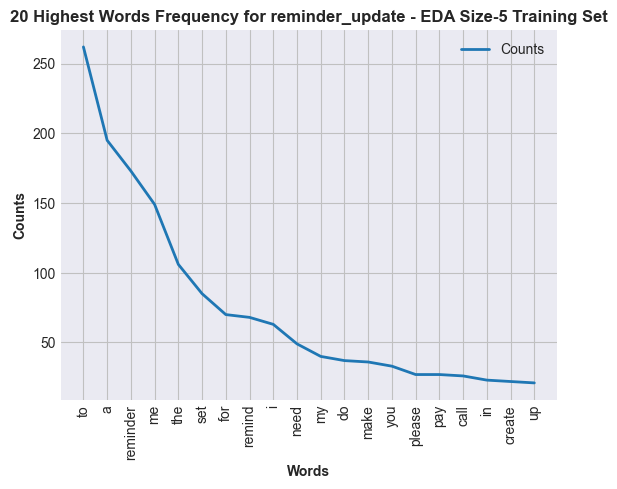 20 Highest Words Frequency for reminder_update - EDA Size-5 Training Set
Counts
250
200
150
100
50
Counts
to
a
reminder
me
the
set
for
remind
i
need
my
do
make
you
please
pay
call
in
create
up
Words